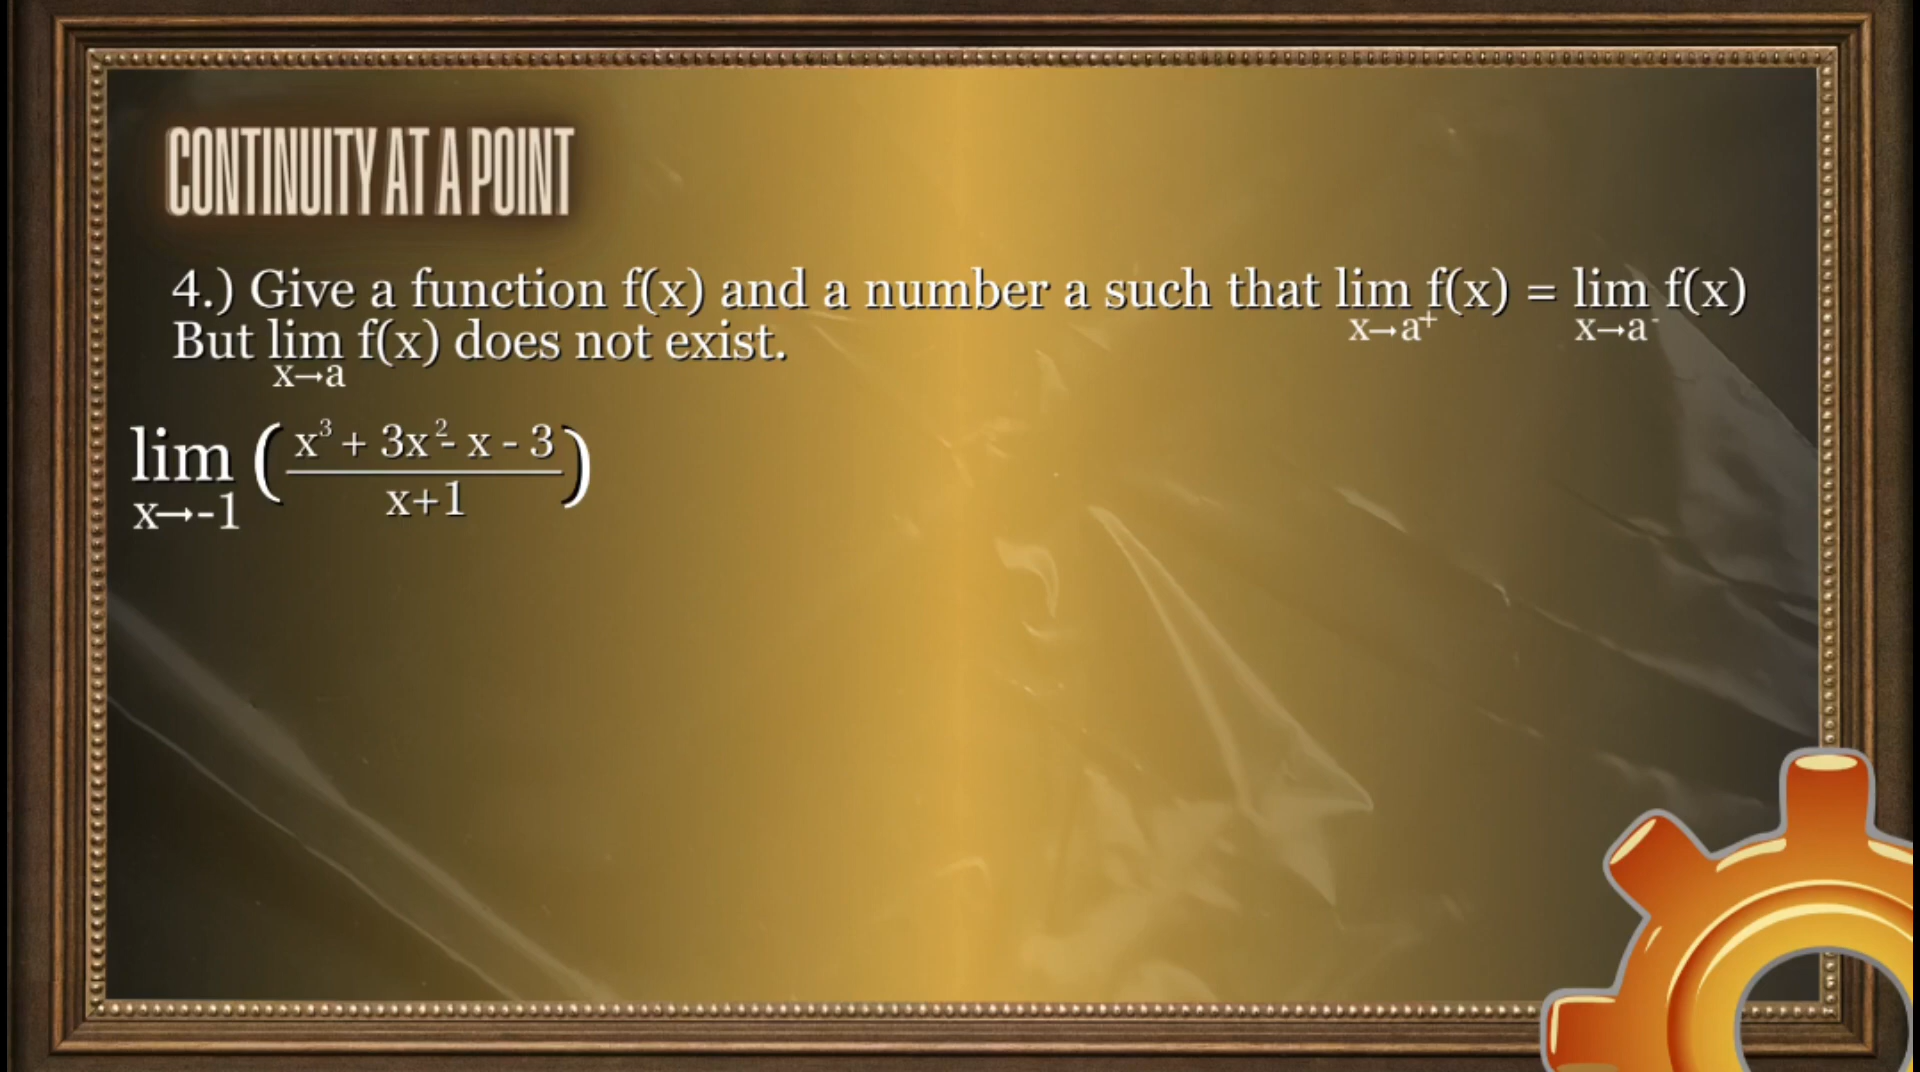 CONTINUITY AT A POINT
4.) Give a function f(x) and a number a such that lim f(x) = lim f(x)
x→a⁺ x→a⁻
But lim f(x) does not exist.
x→a
lim (x³ + 3x² - x - 3)
x→-1 x+1